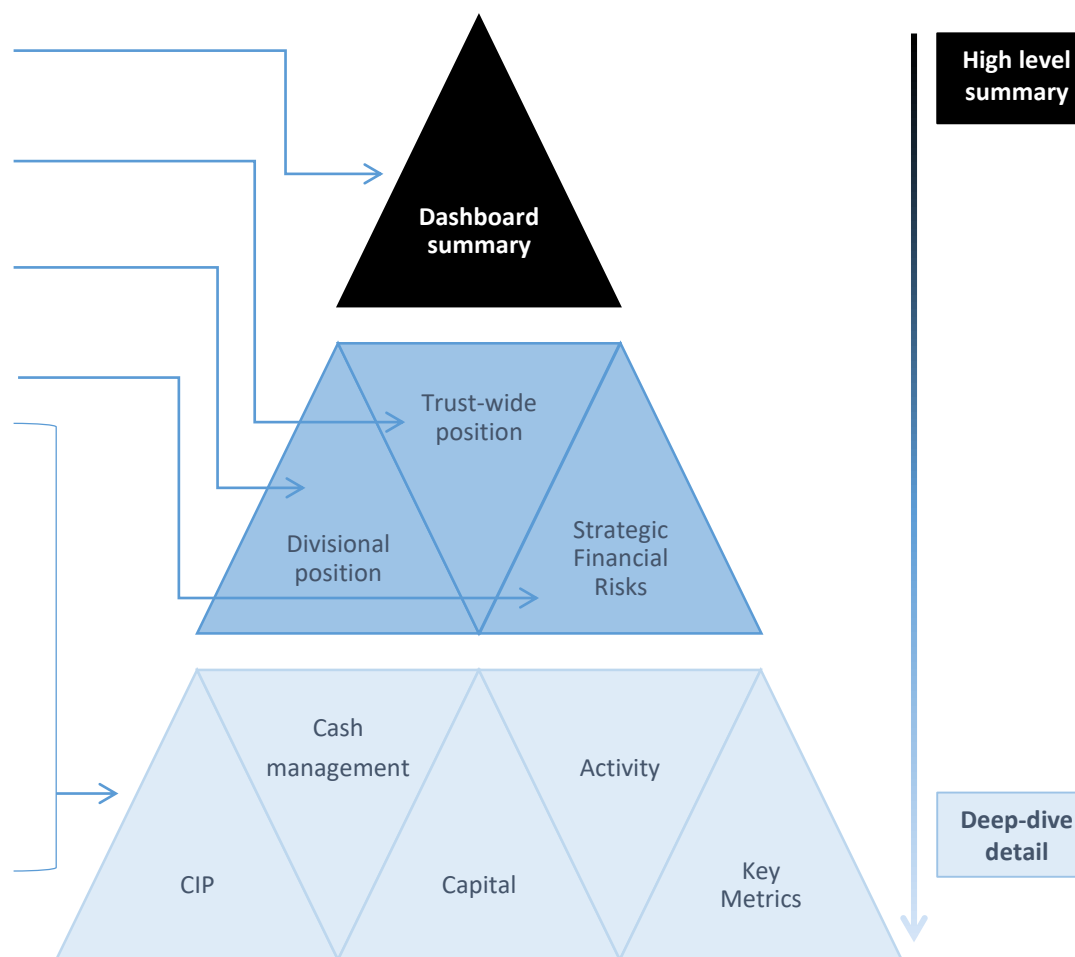 High level
summary
Dashboard
summary
Trust-wide
position
Divisional
position
Strategic
Financial
Risks
Cash
management
Activity
CIP
Capital
Key
Metrics
Deep-dive
detail